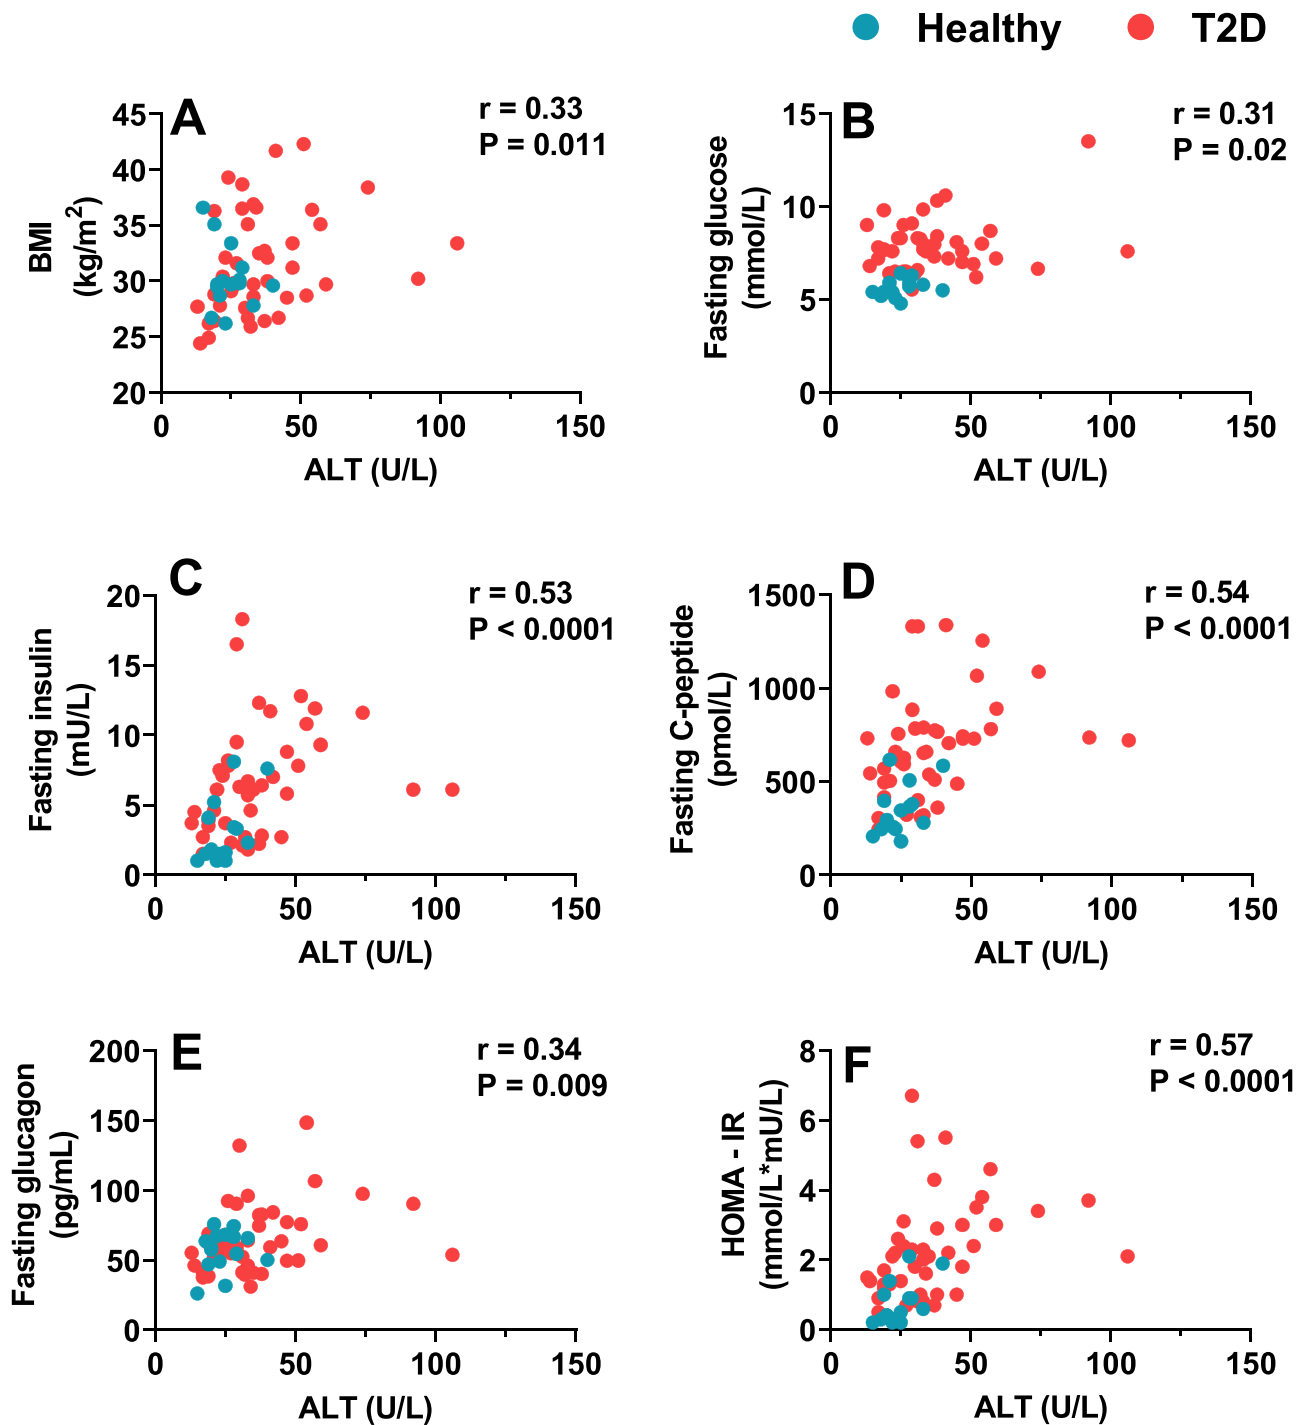 Healthy T2D
A
r = 0.33
P = 0.011
BMI
(kg/m²)
45
40
35
30
25
20
0 50 100 150
ALT (U/L)
B
r = 0.31
P = 0.02
Fasting glucose
(mmol/L)
15
10
5
0
0 50 100 150
ALT (U/L)
C
r = 0.53
P < 0.0001
Fasting insulin
(mU/L)
20
15
10
5
0
0 50 100 150
ALT (U/L)
D
r = 0.54
P < 0.0001
Fasting C-peptide
(pmol/L)
1500
1000
500
0
0 50 100 150
ALT (U/L)
E
r = 0.34
P = 0.009
Fasting glucagon
(pg/mL)
200
150
100
50
0
0 50 100 150
ALT (U/L)
F
r = 0.57
P < 0.0001
HOMA - IR
(mmol/L*mU/L)
8
6
4
2
0
0 50 100 150
ALT (U/L)